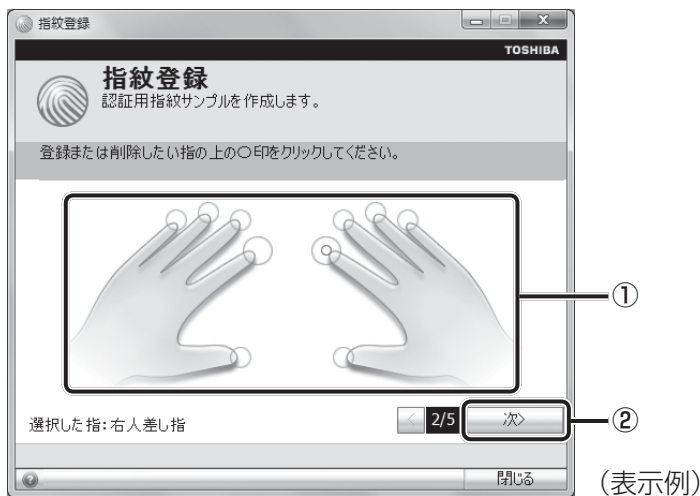 指紋登録
TOSHIBA
指紋登録
認証用指紋サンプルを作成します。
登録または削除したい指の上の○印をクリックしてください。
①
選択した指:右人差し指
< 2/5 次>
②
閉じる
(表示例)